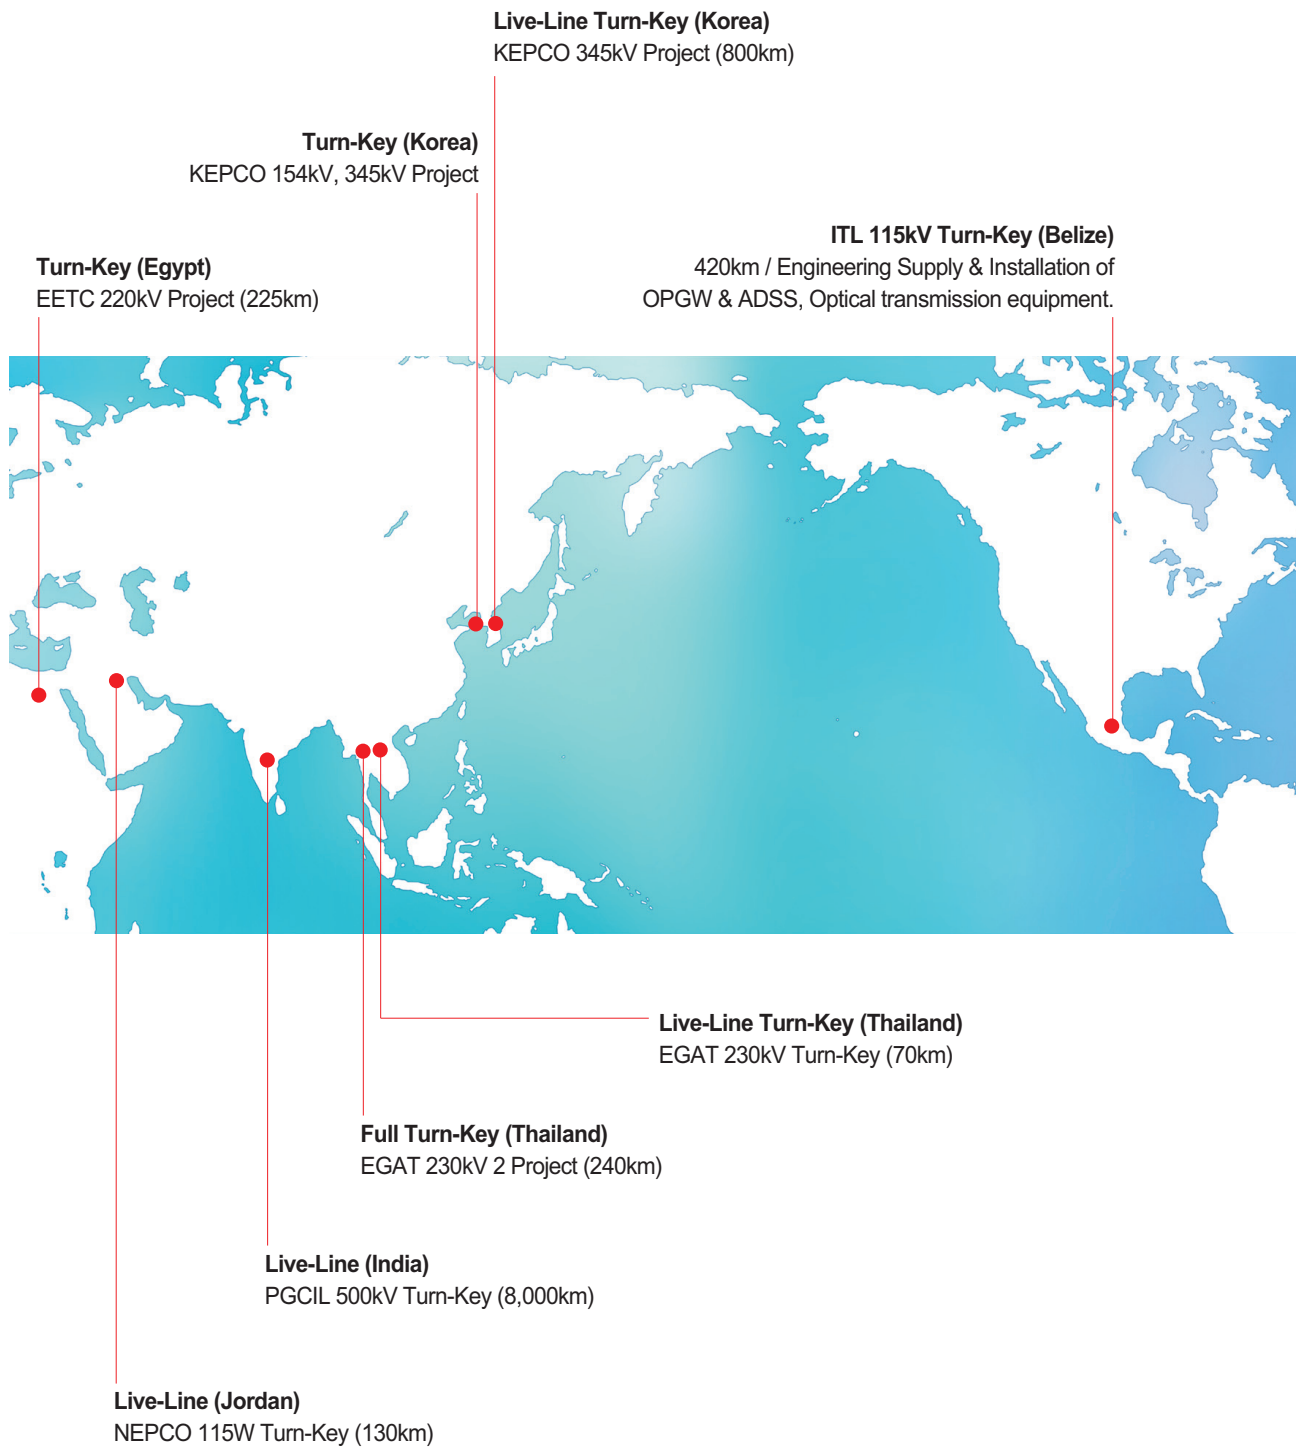 Live-Line Turn-Key (Korea)
KEPCO 345kV Project (800km)
Turn-Key (Korea)
KEPCO 154kV, 345kV Project
ITL 115kV Turn-Key (Belize)
420km / Engineering Supply & Installation of
OPGW & ADSS, Optical transmission equipment.
Turn-Key (Egypt)
EETC 220kV Project (225km)
Live-Line Turn-Key (Thailand)
EGAT 230kV Turn-Key (70km)
Full Turn-Key (Thailand)
EGAT 230kV 2 Project (240km)
Live-Line (India)
PGCIL 500kV Turn-Key (8,000km)
Live-Line (Jordan)
NEPCO 115W Turn-Key (130km)